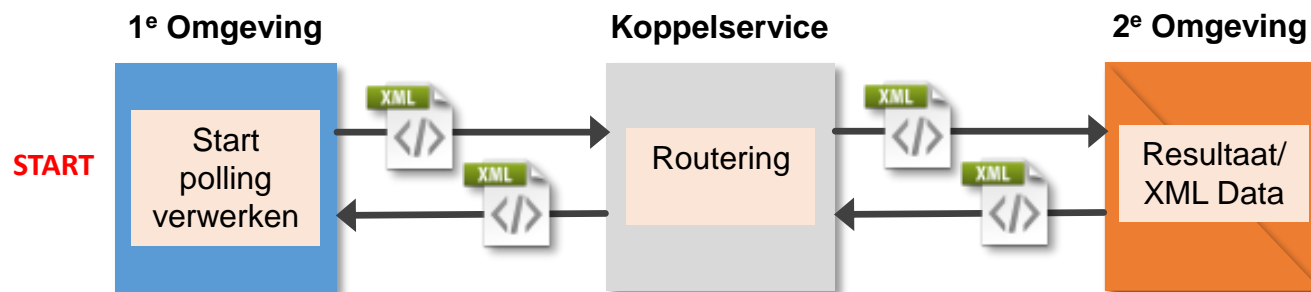 1e Omgeving
Koppelservice
2e Omgeving
START
Start
polling
verwerken
XML
</>
XML
</>
Routering
XML
</>
XML
</>
Resultaat/
XML Data